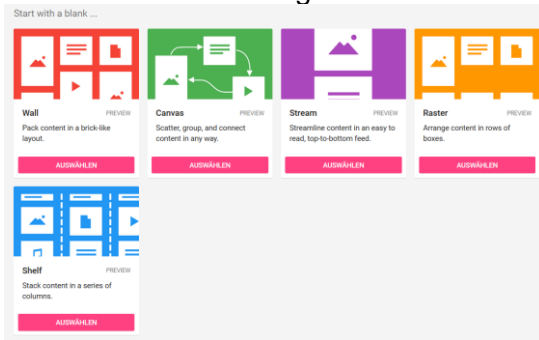 Start with a blank ...
Wall PREVIEW
Pack content in a brick-like
layout.
AUSWÄHLEN
Canvas PREVIEW
Scatter, group, and connect
content in any way.
AUSWÄHLEN
Stream PREVIEW
Streamline content in an easy to
read, top-to-bottom feed.
AUSWÄHLEN
Raster PREVIEW
Arrange content in rows of
boxes.
AUSWÄHLEN
Shelf PREVIEW
Stack content in a series of
columns.
AUSWÄHLEN